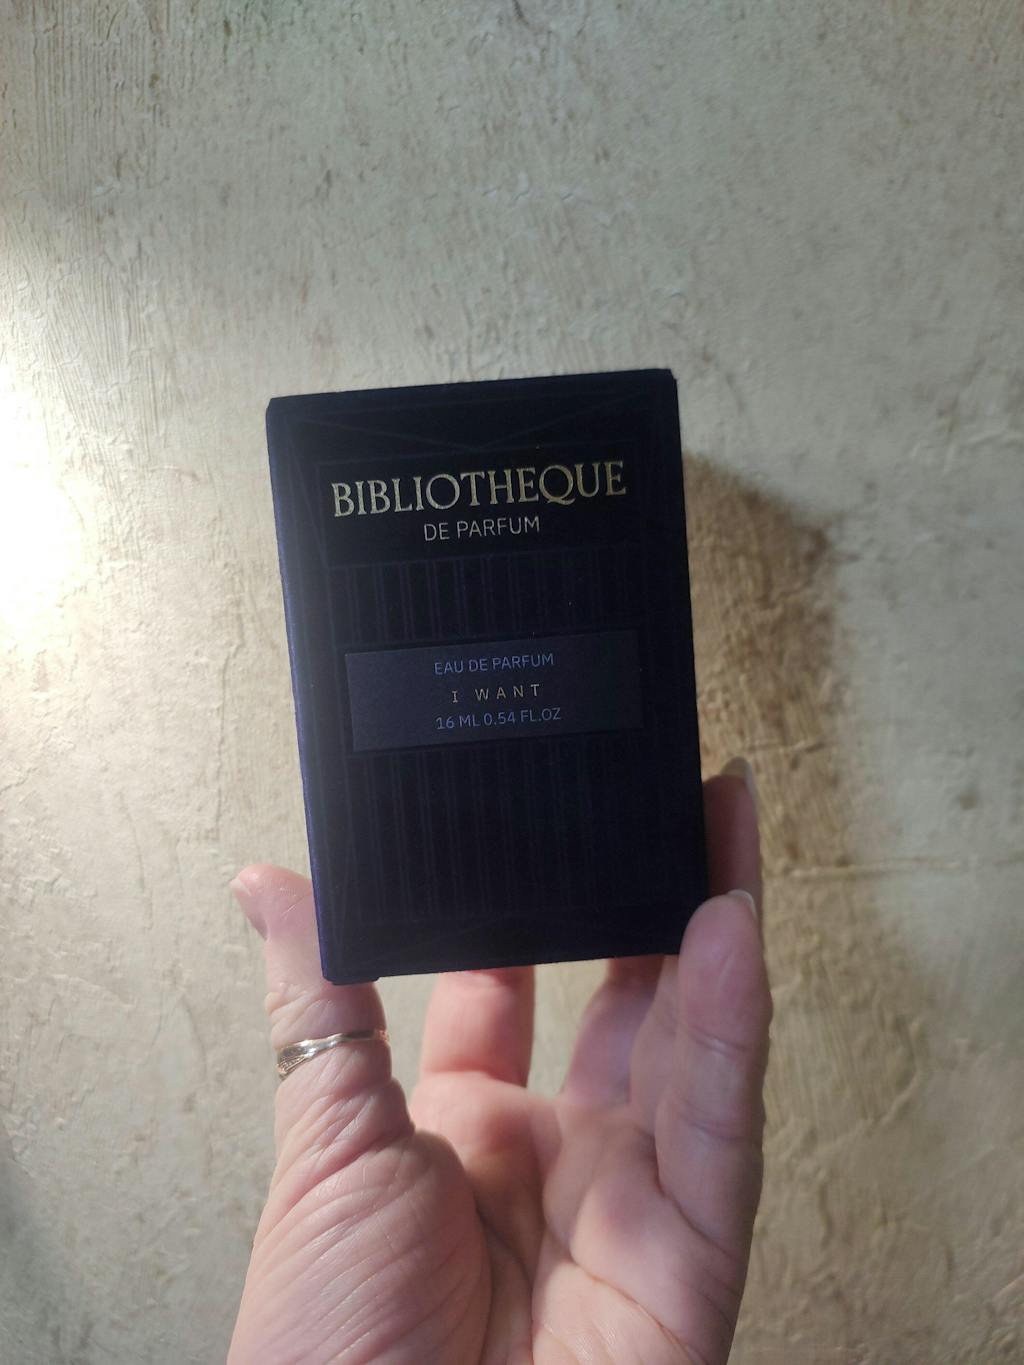 BIBLIOTHEQUE
DE PARFUM
EAU DE PARFUM
I WANT
16 ML 0.54 FL.OZ